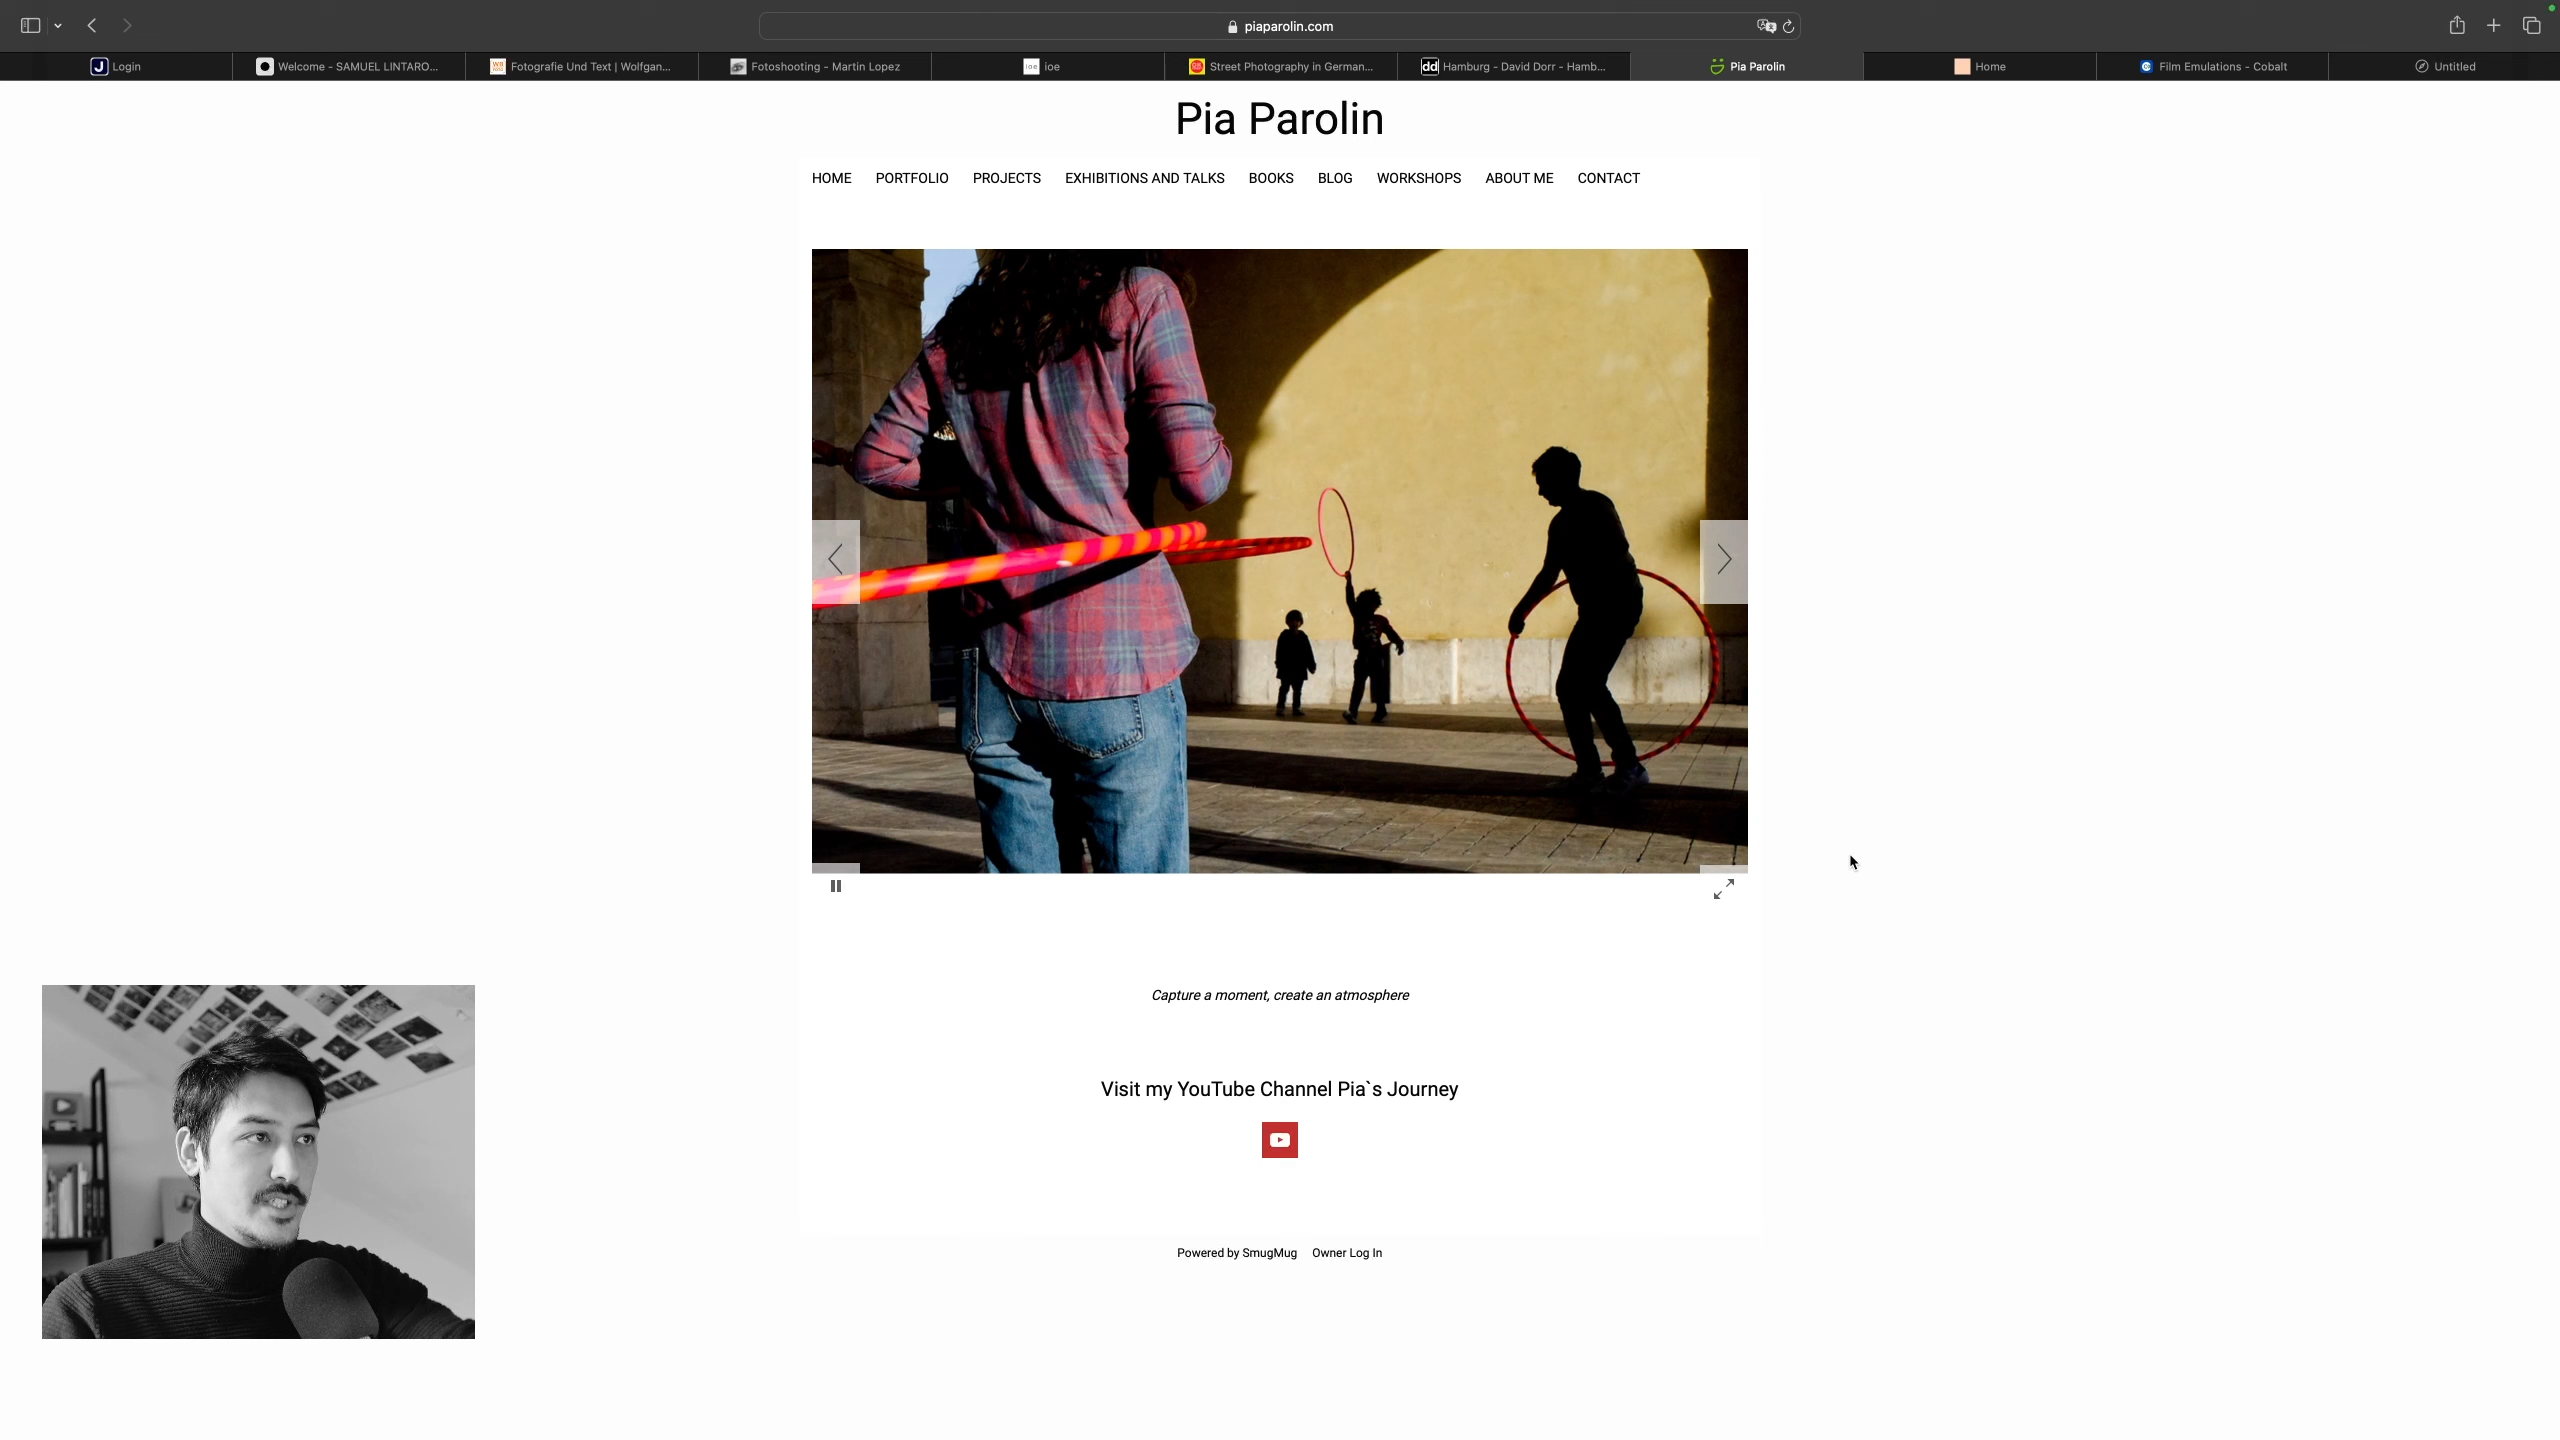 piaparolin.com
Login
Welcome - SAMUEL LINTARO...
Fotografie Und Text | Wolfgan...
Fotoshooting - Martin Lopez
ioe ioe
Street Photography in German...
dd Hamburg - David Dorr - Hamb...
Pia Parolin
Home
Film Emulations - Cobalt
Untitled
Pia Parolin
HOME PORTFOLIO PROJECTS EXHIBITIONS AND TALKS BOOKS BLOG WORKSHOPS ABOUT ME CONTACT
Capture a moment, create an atmosphere
Visit my YouTube Channel Pia`s Journey
Powered by SmugMug Owner Log In